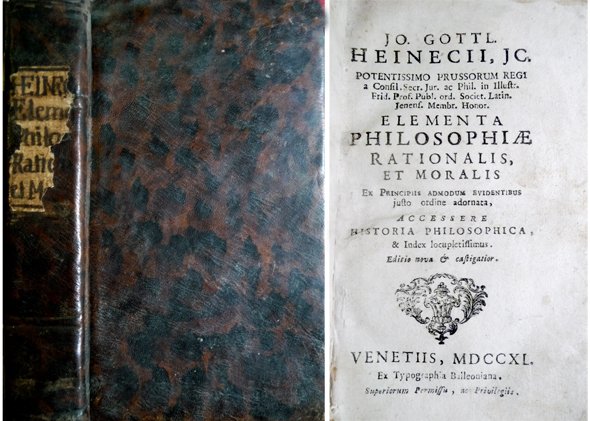 HEINE
Elem
Philo
Ratio
et M
JO. GOTTL.
HEINECII, JC.
POTENTISSIMO PRUSSORUM REGI
a Consil. Secr. Jur. ac Phil. in Illustr.
Frid. Prof. Publ. ord. Societ. Latin.
Jenens. Membr. Honor.
ELEMENTA
PHILOSOPHIÆ
RATIONALIS,
ET MORALIS
EX PRINCIPIIS ADMODUM EVIDENTIBUS
justo ordine adornata,
ACCESSERE
HISTORIA PHILOSOPHICA,
& Index locupletissimus.
Editio nova & castigatior.
VENETIIS, MDCCXL.
Ex Typographia Balleoniana.
Superiorum Permissu, ac Privilegiis.